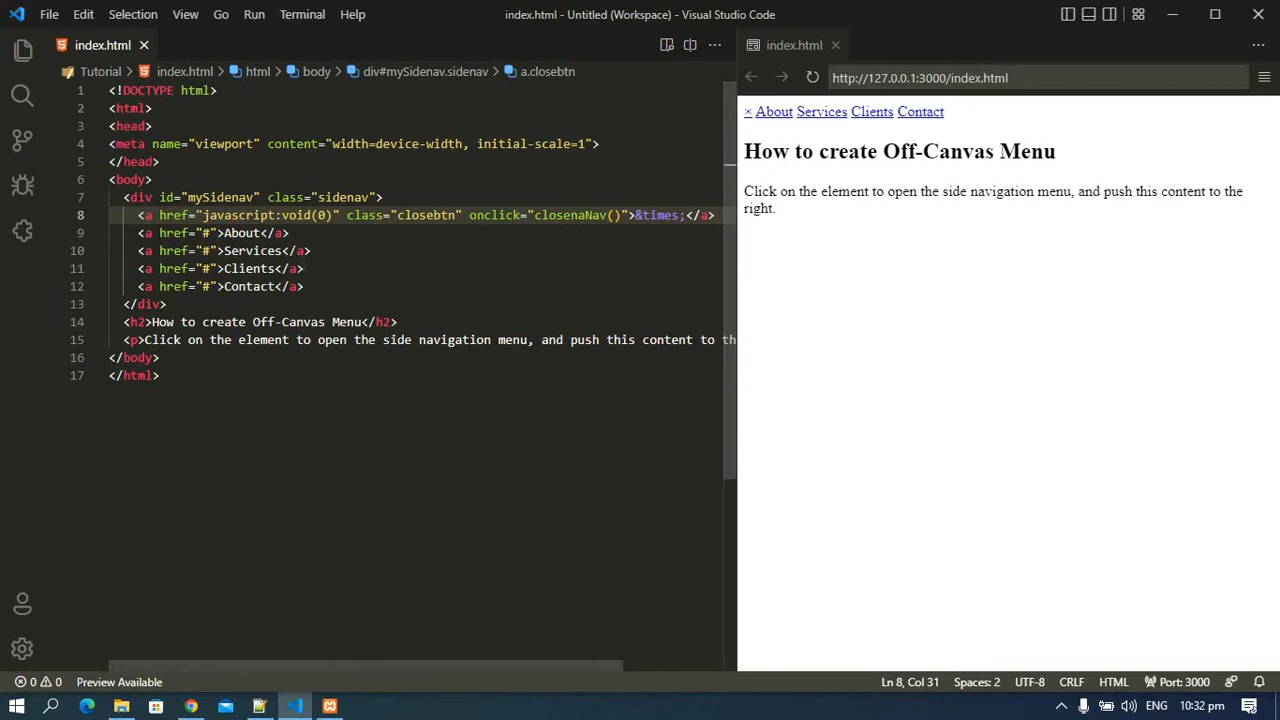 File Edit Selection View Go Run Terminal Help index.html - Untitled (Workspace) - Visual Studio Code
index.html
index.html
Tutorial > index.html > html > body > div#mySidenav.sidenav > a.closebtn
http://127.0.0.1:3000/index.html
1 <!DOCTYPE html>
2 <html>
3 <head>
4 <meta name="viewport" content="width=device-width, initial-scale=1">
5 </head>
6 <body>
7 <div id="mySidenav" class="sidenav">
8 <a href="javascript:void(0)" class="closebtn" onclick="closenaNav()">&times;</a>
9 <a href="#">About</a>
10 <a href="#">Services</a>
11 <a href="#">Clients</a>
12 <a href="#">Contact</a>
13 </div>
14 <h2>How to create Off-Canvas Menu</h2>
15 <p>Click on the element to open the side navigation menu, and push this content to th
16 </body>
17 </html>
× About Services Clients Contact
How to create Off-Canvas Menu
Click on the element to open the side navigation menu, and push this content to the
right.
0 0 Preview Available Ln 8, Col 31 Spaces: 2 UTF-8 CRLF HTML Port: 3000
ENG 10:32 pm